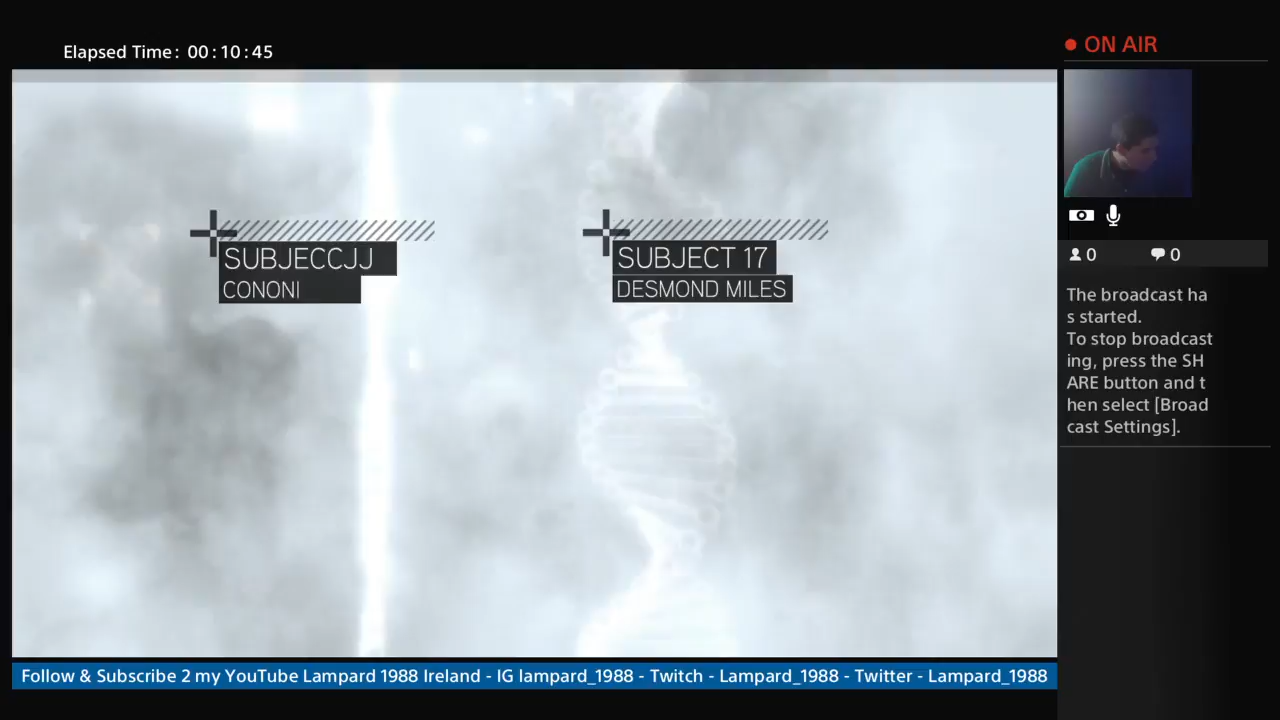 Elapsed Time: 00:10:45
ON AIR
SUBJECCJJ
CONONI
SUBJECT 17
DESMOND MILES
0
0
The broadcast ha
s started.
To stop broadcast
ing, press the SH
ARE button and t
hen select [Broad
cast Settings].
Follow & Subscribe 2 my YouTube Lampard 1988 Ireland - IG lampard_1988 - Twitch - Lampard_1988 - Twitter - Lampard_1988